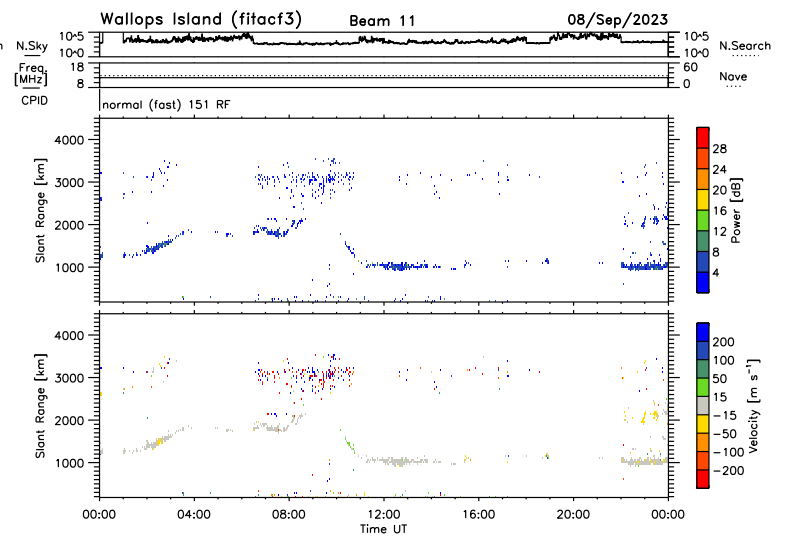 Wallops Island (fitacf3) Beam 11 08/Sep/2023
n N.Sky 10^5 10^0 10^5 10^0 N.Search
Freq. [MHz] 18 8 60 0 Nave
CPID normal (fast) 151 RF
Slant Range [km] 4000 3000 2000 1000
28 24 20 16 12 8 4 Power [dB]
Slant Range [km] 4000 3000 2000 1000
200 100 50 15 -15 -50 -100 -200 Velocity [m s⁻¹]
00:00 04:00 08:00 12:00 16:00 20:00 00:00
Time UT